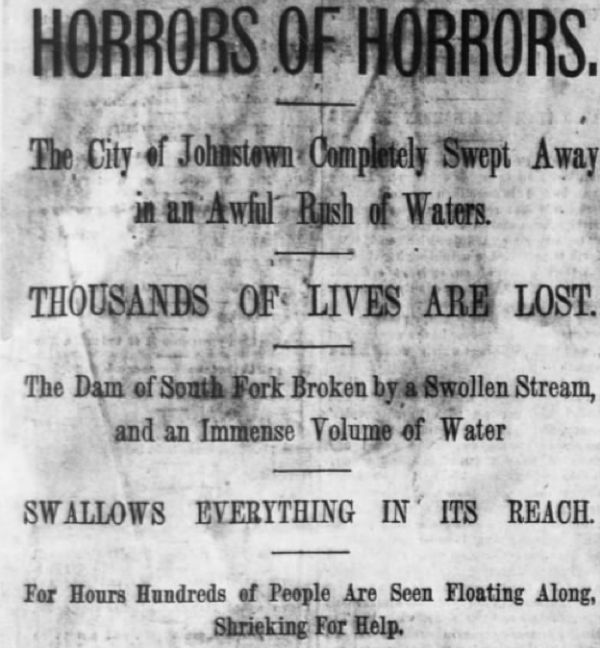 HORRORS OF HORRORS.
The City of Johnstown Completely Swept Away
in an Awful Rush of Waters.
THOUSANDS OF LIVES ARE LOST.
The Dam of South Fork Broken by a Swollen Stream,
and an Immense Volume of Water
SWALLOWS EVERYTHING IN ITS REACH.
For Hours Hundreds of People Are Seen Floating Along,
Shrieking For Help.